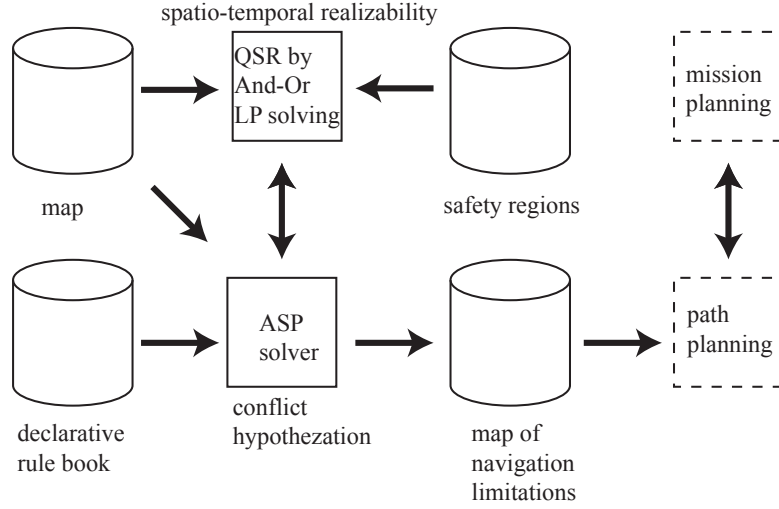 spatio-temporal realizability
QSR by
And-Or
LP solving
mission
planning
map
safety regions
ASP
solver
path
planning
declarative
rule book
conflict
hypothezation
map of
navigation
limitations